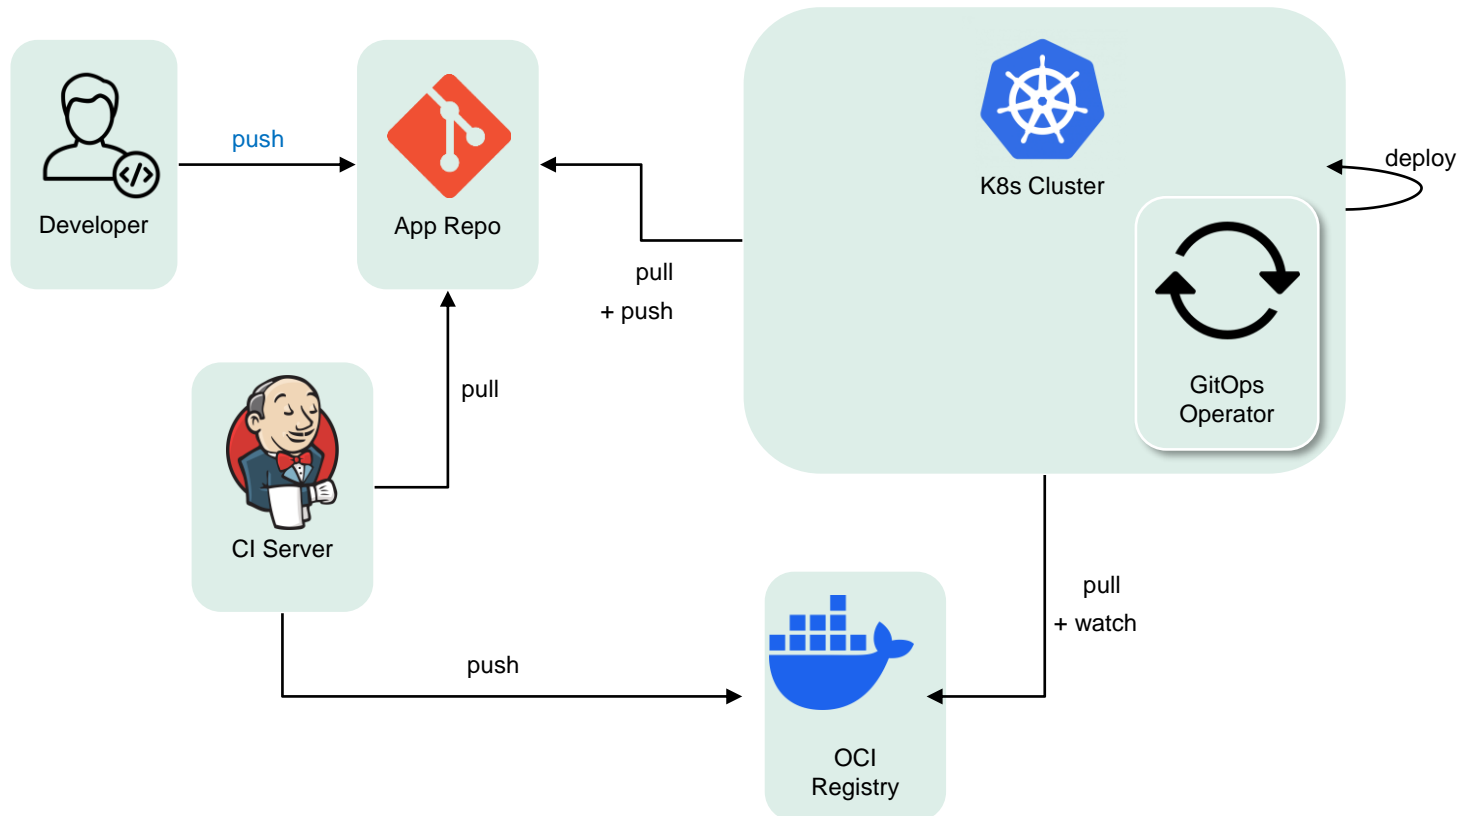 push
Developer
App Repo
K8s Cluster
deploy
pull
+ push
GitOps
Operator
pull
CI Server
pull
+ watch
push
OCI
Registry